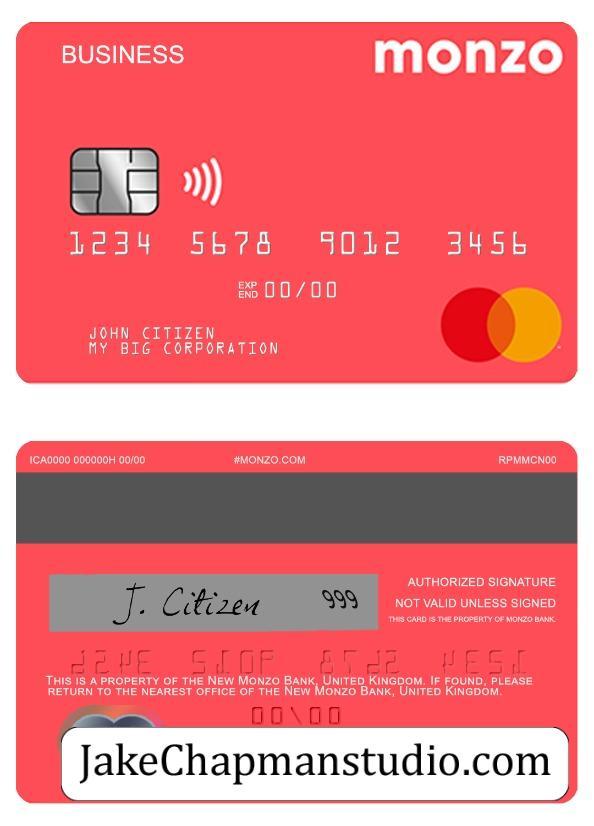 BUSINESS
monzo
1234 5678 9012 3456
EXP
END 00/00
JOHN CITIZEN
MY BIG CORPORATION
ICA0000 000000H 00/00 #MONZO.COM RPMMCN00
J. Citizen 999
AUTHORIZED SIGNATURE
NOT VALID UNLESS SIGNED
THIS CARD IS THE PROPERTY OF MONZO BANK.
THIS IS A PROPERTY OF THE NEW MONZO BANK, UNITED KINGDOM. IF FOUND, PLEASE
RETURN TO THE NEAREST OFFICE OF THE NEW MONZO BANK, UNITED KINGDOM.
00\00
JakeChapmanstudio.com